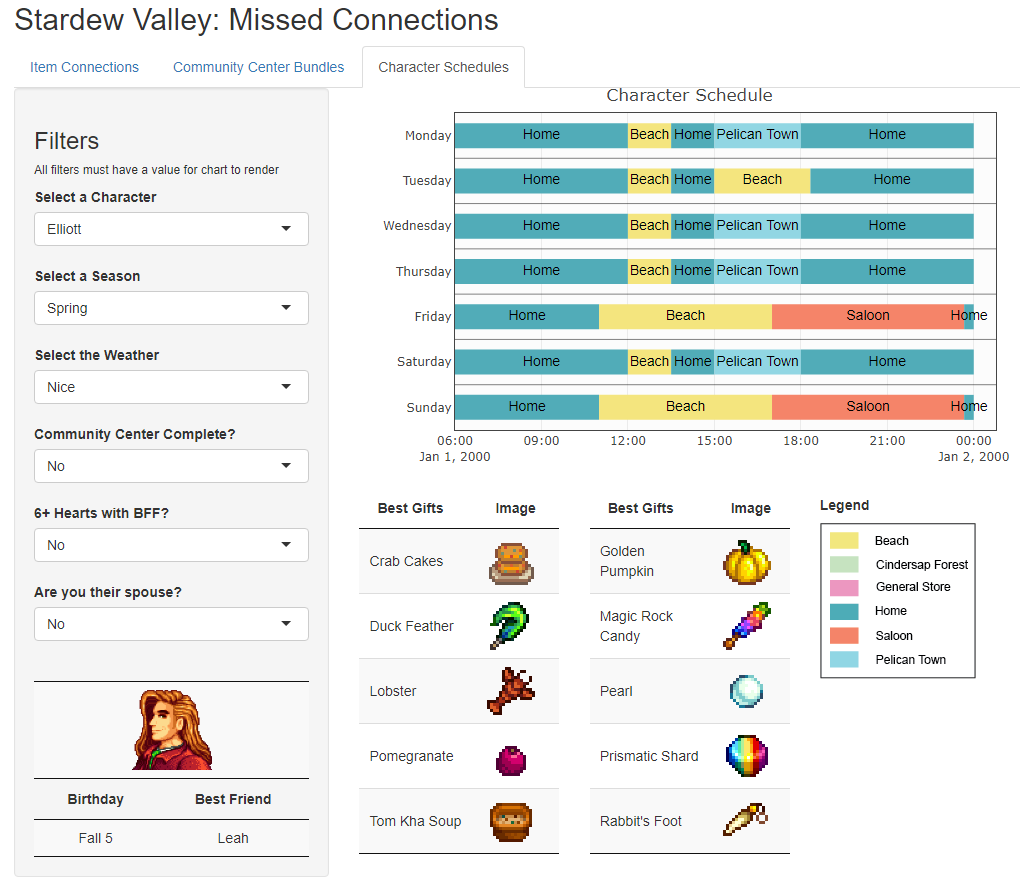 Stardew Valley: Missed Connections
Item Connections Community Center Bundles Character Schedules
Filters
All filters must have a value for chart to render
Select a Character
Elliott
Select a Season
Spring
Select the Weather
Nice
Community Center Complete?
No
6+ Hearts with BFF?
No
Are you their spouse?
No
Birthday Best Friend
Fall 5 Leah
Character Schedule
Monday Home Beach Home Pelican Town Home
Tuesday Home Beach Home Beach Home
Wednesday Home Beach Home Pelican Town Home
Thursday Home Beach Home Pelican Town Home
Friday Home Beach Saloon Home
Saturday Home Beach Home Pelican Town Home
Sunday Home Beach Saloon Home
06:00 09:00 12:00 15:00 18:00 21:00 00:00
Jan 1, 2000 Jan 2, 2000
Best Gifts Image
Crab Cakes
Duck Feather
Lobster
Pomegranate
Tom Kha Soup
Best Gifts Image
Golden
Pumpkin
Magic Rock
Candy
Pearl
Prismatic Shard
Rabbit's Foot
Legend
Beach
Cindersap Forest
General Store
Home
Saloon
Pelican Town